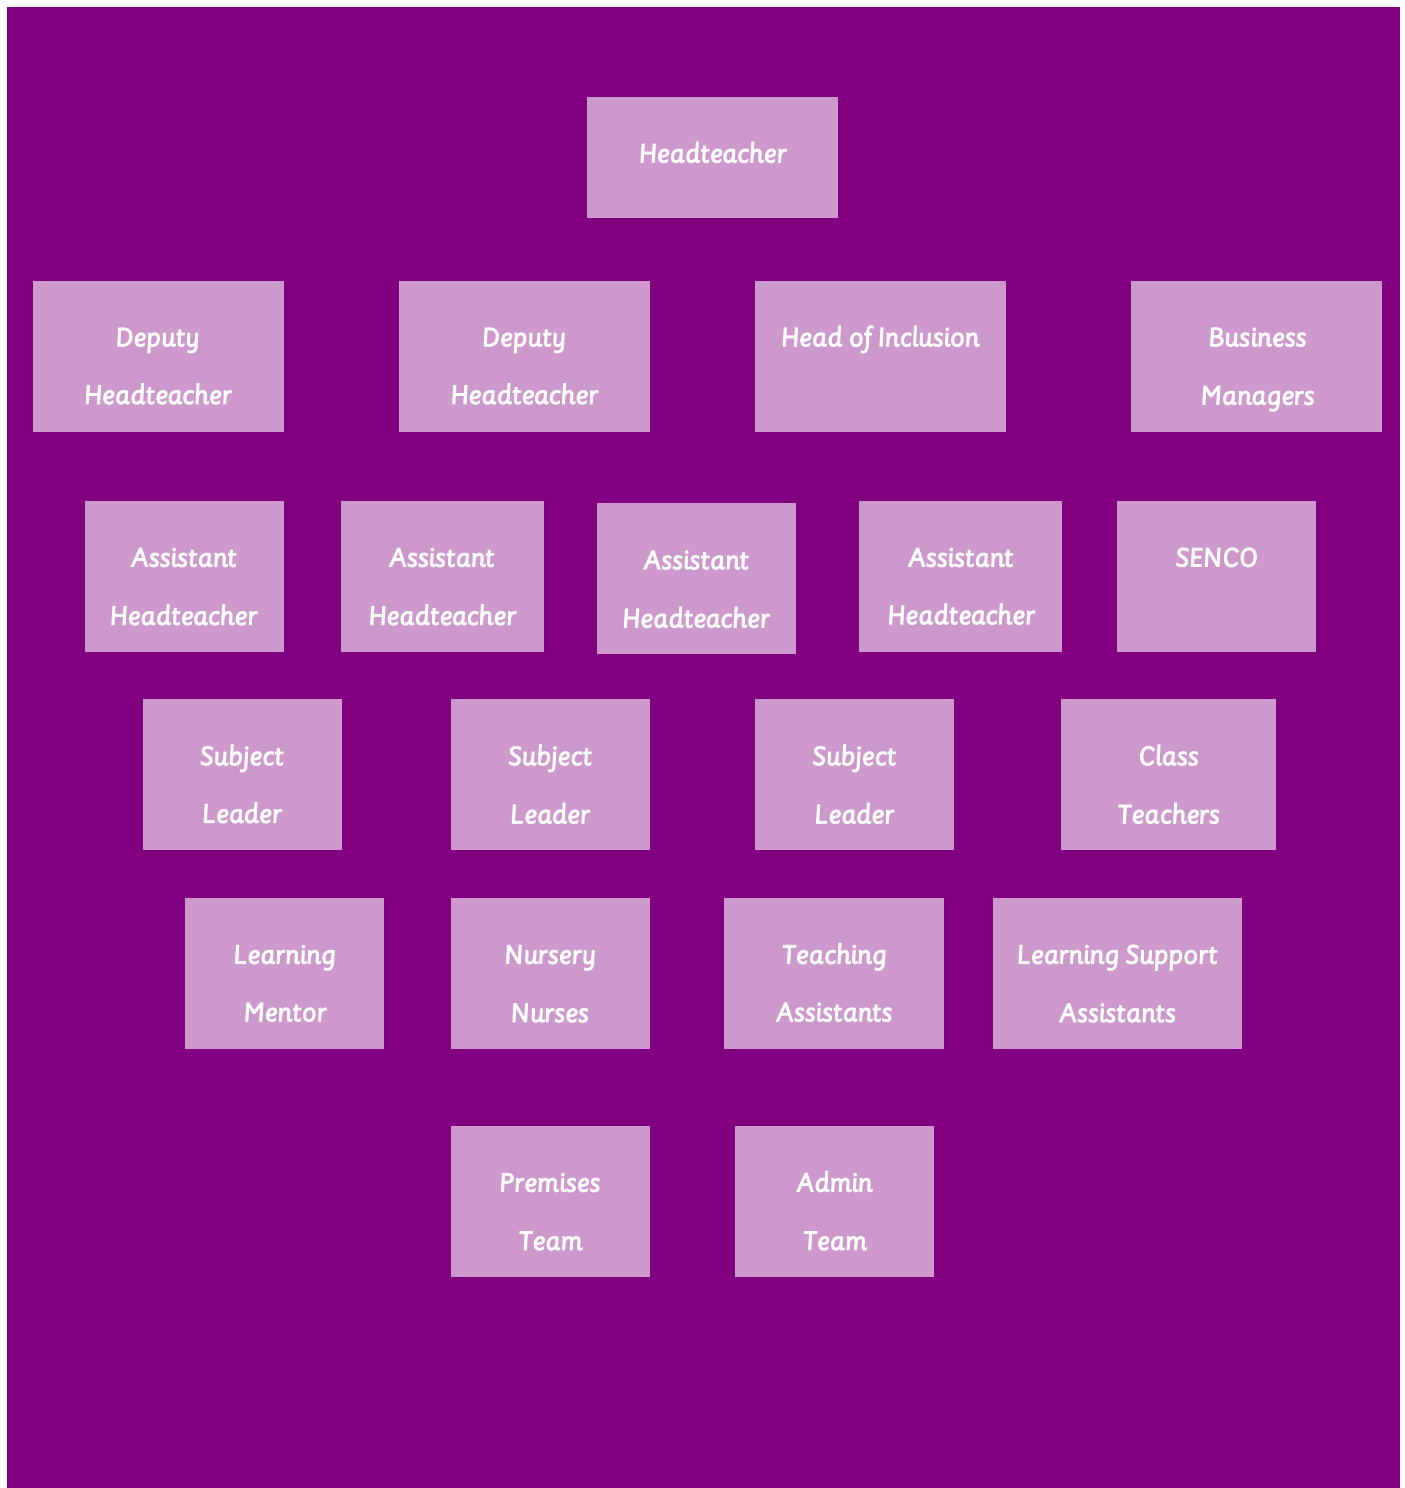 Headteacher
Deputy
Headteacher
Deputy
Headteacher
Head of Inclusion
Business
Managers
Assistant
Headteacher
Assistant
Headteacher
Assistant
Headteacher
Assistant
Headteacher
SENCO
Subject
Leader
Subject
Leader
Subject
Leader
Class
Teachers
Learning
Mentor
Nursery
Nurses
Teaching
Assistants
Learning Support
Assistants
Premises
Team
Admin
Team